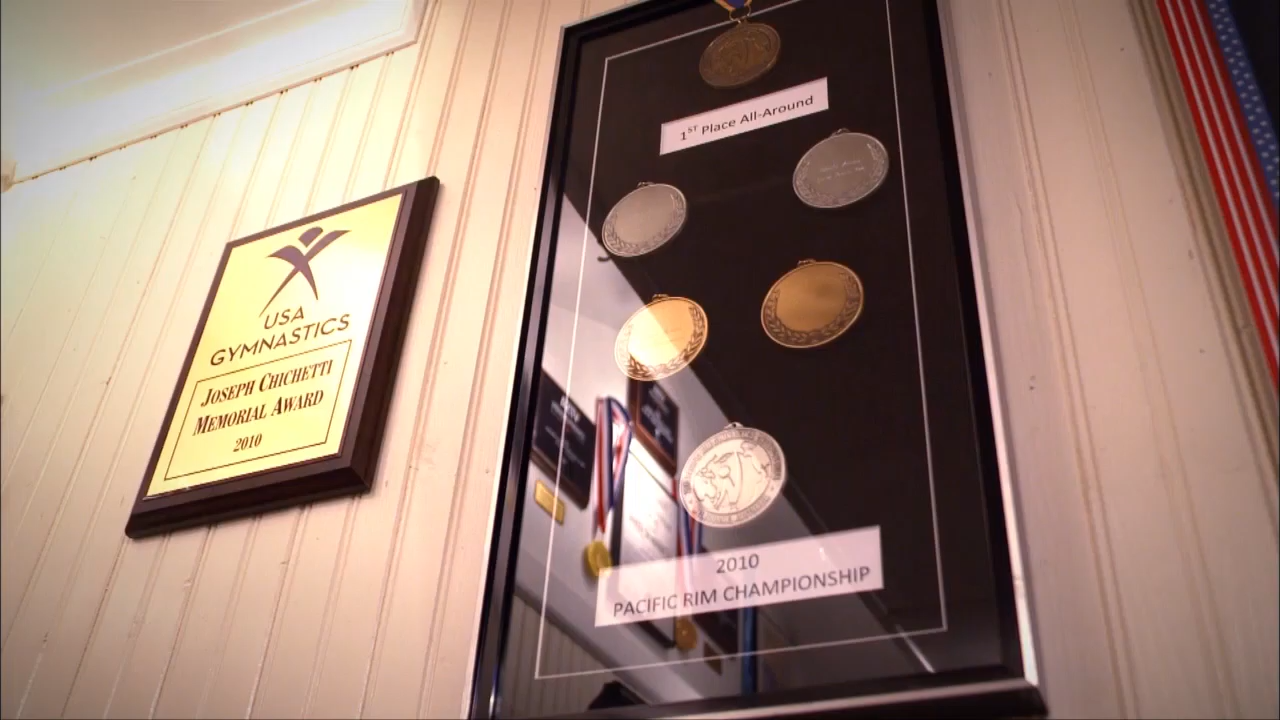 USA
GYMNASTICS
JOSEPH CHICHETTI
MEMORIAL AWARD
2010
1ST Place All-Around
2010
PACIFIC RIM CHAMPIONSHIP